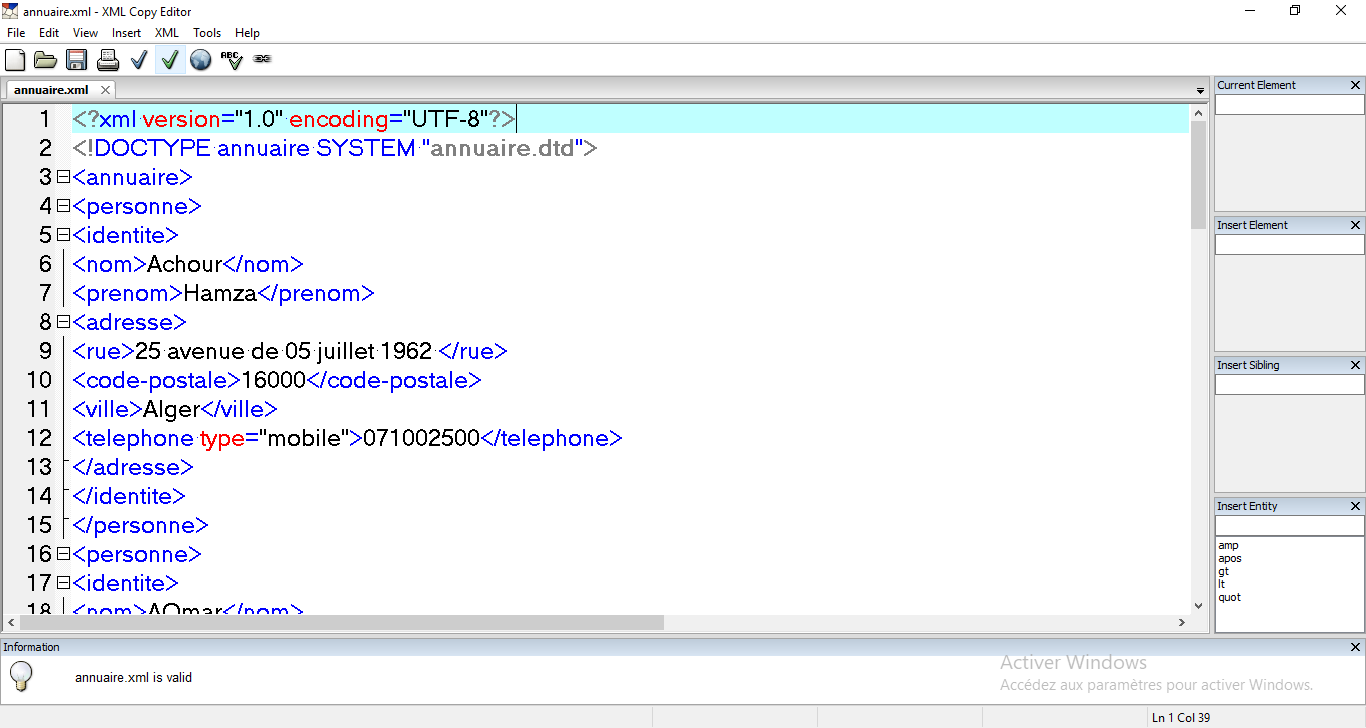 annuaire.xml - XML Copy Editor
File Edit View Insert XML Tools Help
ABC
annuaire.xml
1 <?xml version="1.0" encoding="UTF-8"?>
2 <!DOCTYPE annuaire SYSTEM "annuaire.dtd">
3 <annuaire>
4 <personne>
5 <identite>
6 <nom>Achour</nom>
7 <prenom>Hamza</prenom>
8 <adresse>
9 <rue>25 avenue de 05 juillet 1962 </rue>
10 <code-postale>16000</code-postale>
11 <ville>Alger</ville>
12 <telephone type="mobile">071002500</telephone>
13 </adresse>
14 </identite>
15 </personne>
16 <personne>
17 <identite>
18 <nom>AOmar</nom>
Current Element
Insert Element
Insert Sibling
Insert Entity
amp
apos
gt
lt
quot
Information
annuaire.xml is valid
Activer Windows
Accédez aux paramètres pour activer Windows.
Ln 1 Col 39